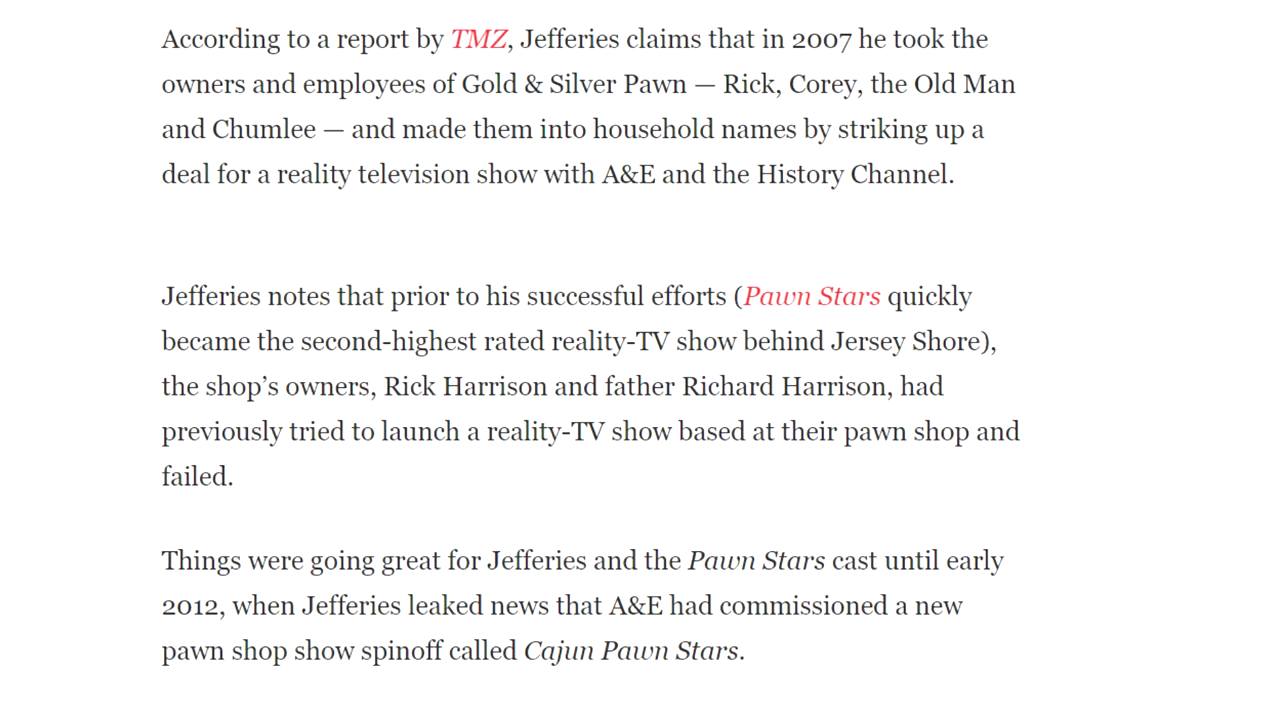 According to a report by TMZ, Jefferies claims that in 2007 he took the
owners and employees of Gold & Silver Pawn — Rick, Corey, the Old Man
and Chumlee — and made them into household names by striking up a
deal for a reality television show with A&E and the History Channel.
Jefferies notes that prior to his successful efforts (Pawn Stars quickly
became the second-highest rated reality-TV show behind Jersey Shore),
the shop’s owners, Rick Harrison and father Richard Harrison, had
previously tried to launch a reality-TV show based at their pawn shop and
failed.
Things were going great for Jefferies and the Pawn Stars cast until early
2012, when Jefferies leaked news that A&E had commissioned a new
pawn shop show spinoff called Cajun Pawn Stars.